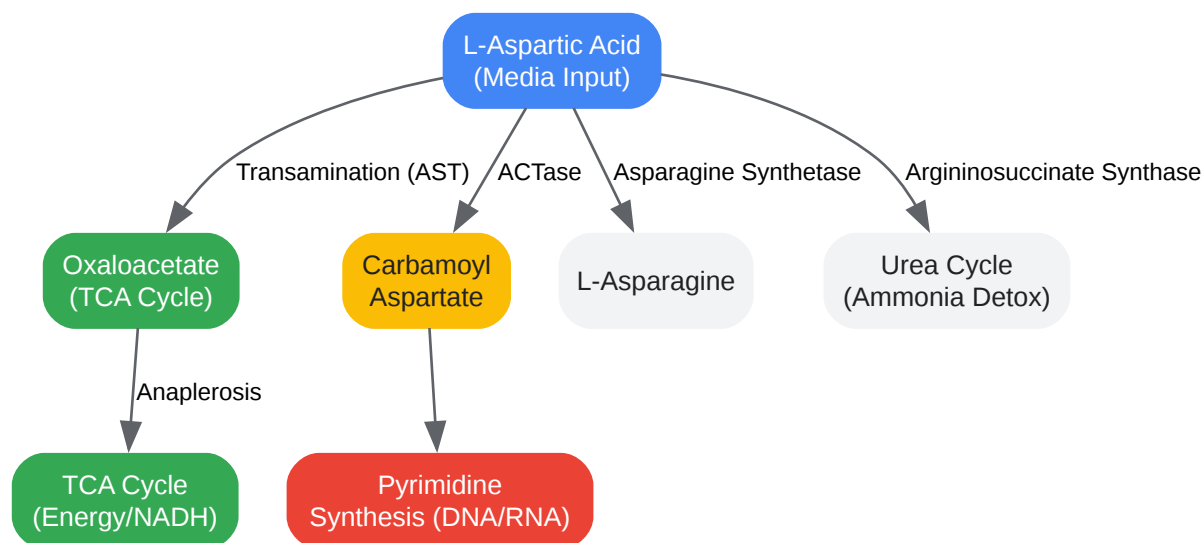 L-Aspartic Acid
(Media Input)
Transamination (AST)
ACTase
Asparagine Synthetase
Argininosuccinate Synthase
Oxaloacetate
(TCA Cycle)
Carbamoyl
Aspartate
L-Asparagine
Urea Cycle
(Ammonia Detox)
Anaplerosis
TCA Cycle
(Energy/NADH)
Pyrimidine
Synthesis (DNA/RNA)